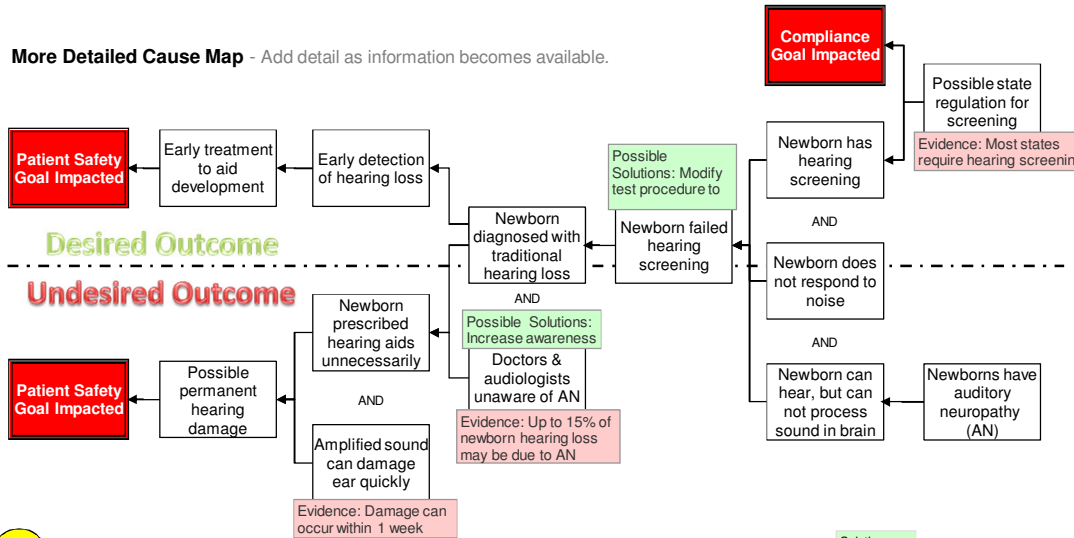 More Detailed Cause Map - Add detail as information becomes available.
Compliance
Goal Impacted
Possible state
regulation for
screening
Evidence: Most states
require hearing
Newborn has
hearing
screening
Patient Safety
Goal Impacted
Early treatment
to aid
development
Early detection
of hearing loss
Possible
Solutions: Modify
test procedure to
Newborn
diagnosed with
traditional
hearing loss
Newborn failed
hearing
screening
AND
Newborn does
not respond to
noise
Desired Outcome
Undesired Outcome
AND
Newborn
prescribed
hearing aids
unnecessarily
Possible Solutions:
Increase awareness
Doctors &
audiologists
unaware of AN
Evidence: Up to 15% of
newborn hearing loss
may be due to AN
AND
Newborn can
hear, but can
not process
sound in brain
Newborns have
auditory
neuropathy
(AN)
Patient Safety
Goal Impacted
Possible
permanent
hearing
damage
AND
Amplified sound
can damage
ear quickly
Evidence: Damage can
occur within 1 week